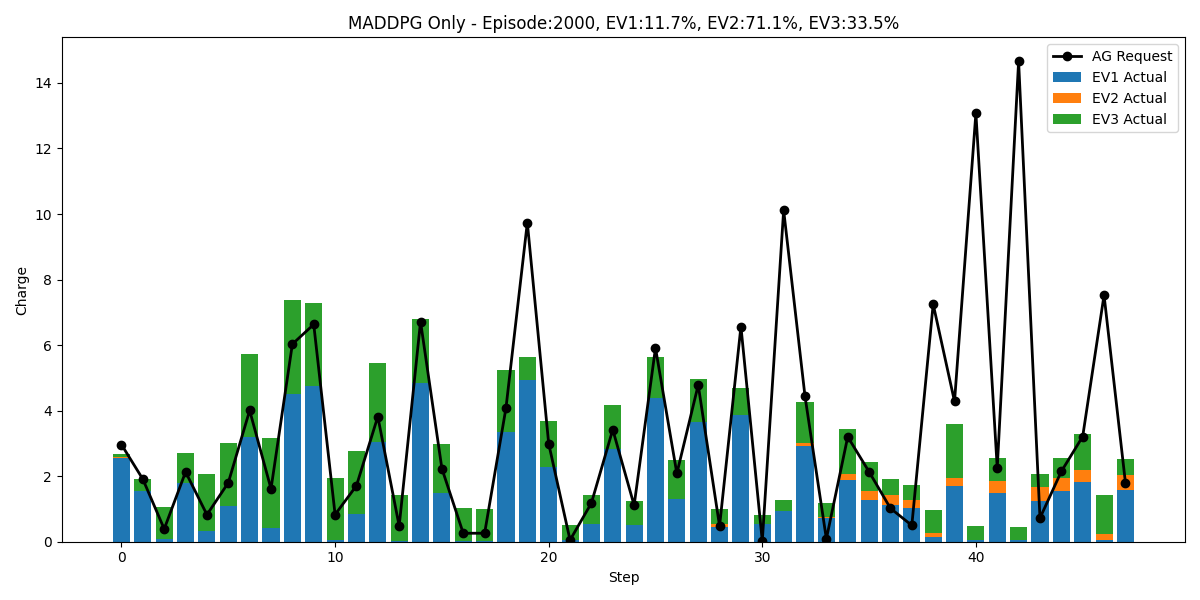 MADDPG Only - Episode:2000, EV1:11.7%, EV2:71.1%, EV3:33.5%
AG Request
EV1 Actual
EV2 Actual
EV3 Actual
Charge
14
12
10
8
6
4
2
0
0 10 20 30 40
Step